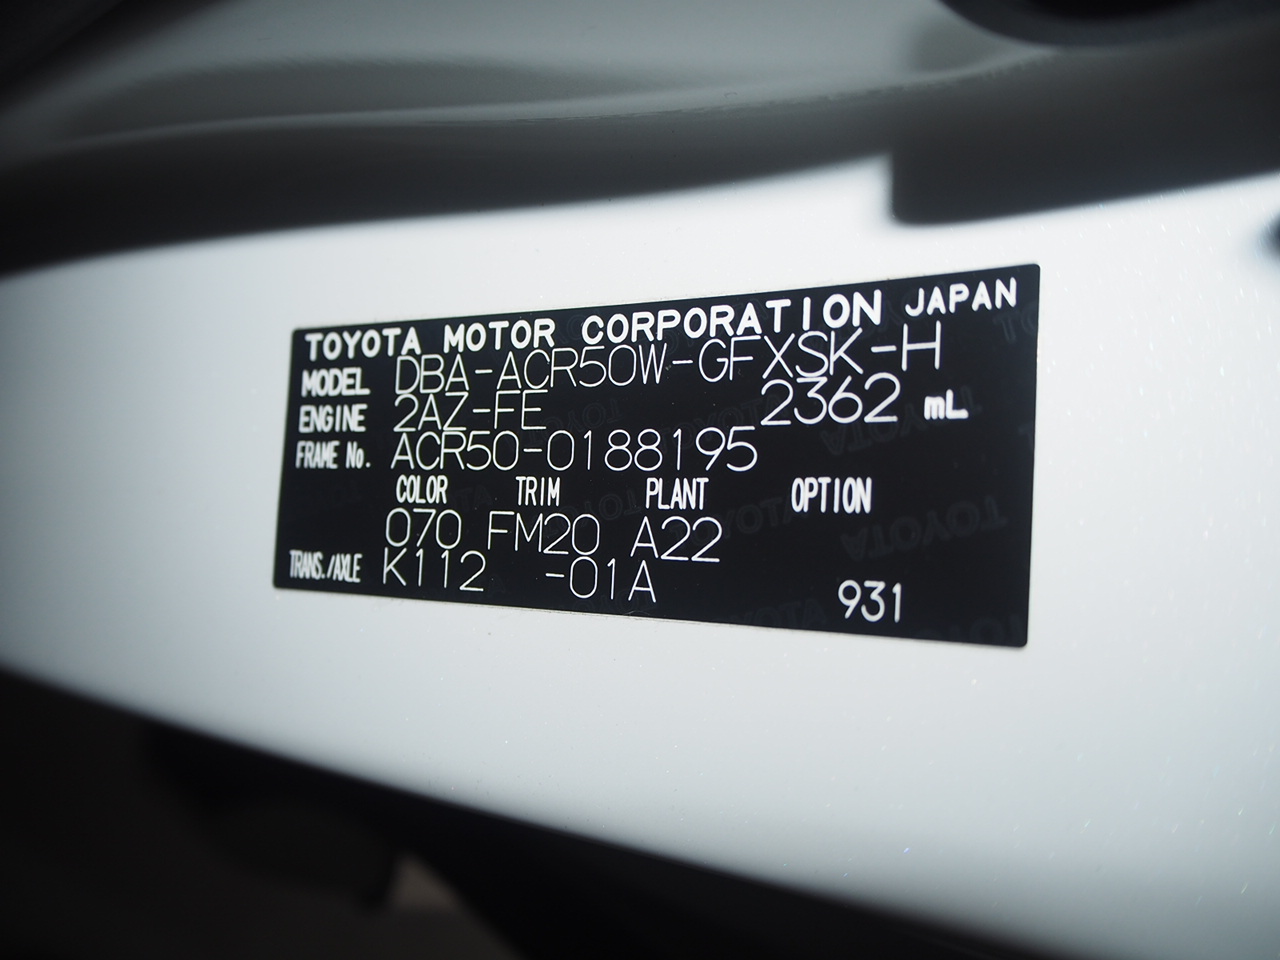 TOYOTA MOTOR CORPORATION JAPAN
MODEL DBA-ACR50W-GFXSK-H
ENGINE 2AZ-FE 2362 mL
FRAME No. ACR50-0188195
COLOR TRIM PLANT OPTION
070 FM20 A22
TRANS./AXLE K112 -01A
931